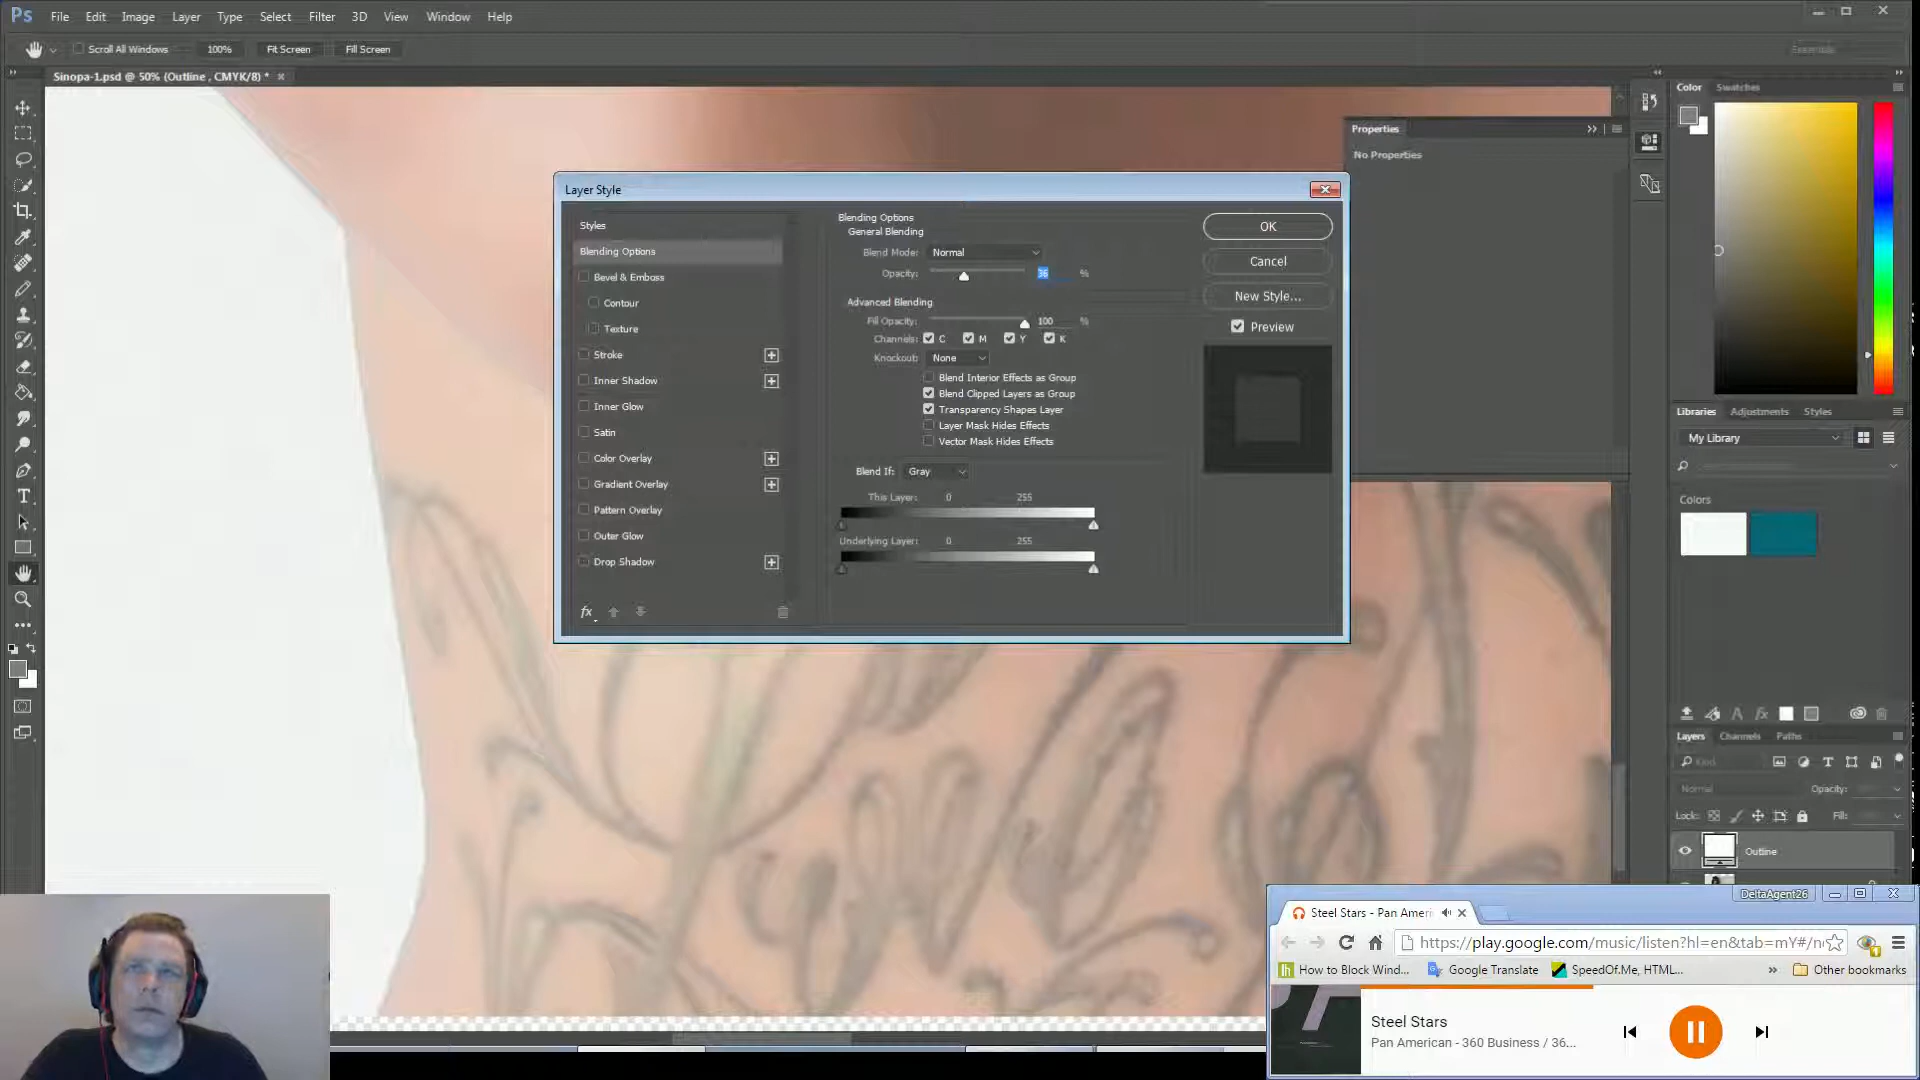 Ps File Edit Image Layer Type Select Filter 3D View Window Help
Scroll All Windows 100% Fit Screen Fill Screen Essentials
Sinopa-1.psd @ 50% (Outline , CMYK/8) *
Layer Style
Styles
Blending Options
Bevel & Emboss
Contour
Texture
Stroke
Inner Shadow
Inner Glow
Satin
Color Overlay
Gradient Overlay
Pattern Overlay
Outer Glow
Drop Shadow
fx
Blending Options
General Blending
Blend Mode: Normal
Opacity: 36 %
Advanced Blending
Fill Opacity: 100 %
Channels: C M Y K
Knockout: None
Blend Interior Effects as Group
Blend Clipped Layers as Group
Transparency Shapes Layer
Layer Mask Hides Effects
Vector Mask Hides Effects
Blend If: Gray
This Layer: 0 255
Underlying Layer: 0 255
OK
Cancel
New Style...
Preview
Properties
No Properties
Color Swatches
Libraries Adjustments Styles
My Library
Colors
Layers Channels Paths
Kind
Normal Opacity:
Lock: Fill:
Outline
DeltaAgent26
Steel Stars - Pan Ameri
https://play.google.com/music/listen?hl=en&tab=mY#/n
How to Block Wind... Google Translate SpeedOf.Me, HTML... » Other bookmarks
Steel Stars
Pan American - 360 Business / 36...